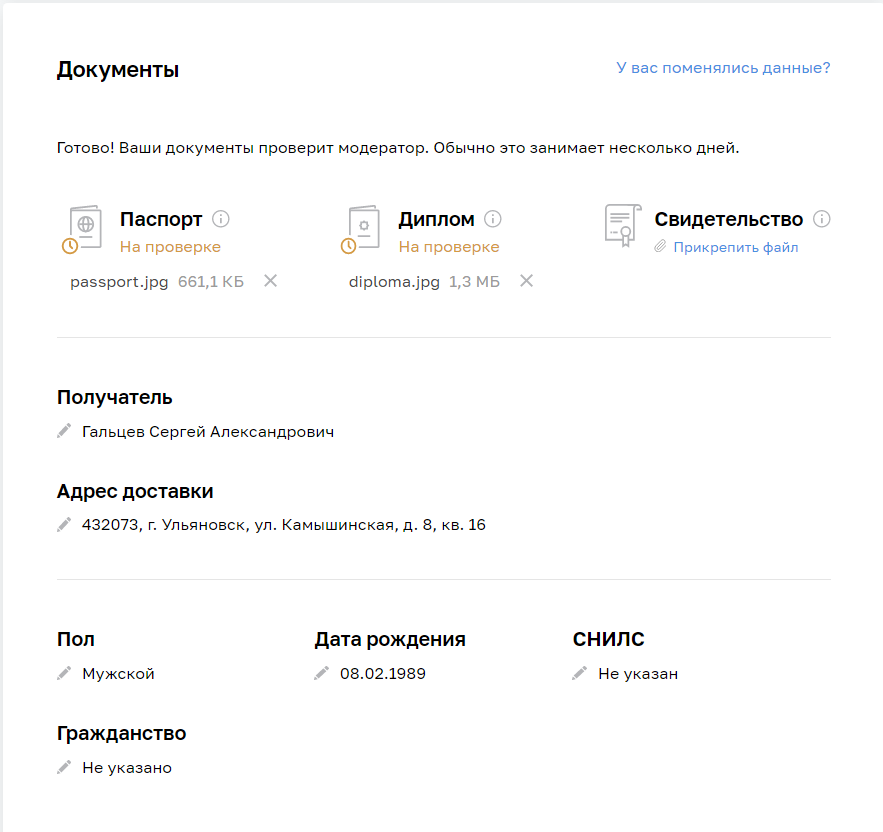 Документы
У вас поменялись данные?
Готово! Ваши документы проверит модератор. Обычно это занимает несколько дней.
Паспорт
Диплом
Свидетельство
На проверке
На проверке
Прикрепить файл
passport.jpg 661,1 КБ
diploma.jpg 1,3 МБ
Получатель
Гальцев Сергей Александрович
Адрес доставки
432073, г. Ульяновск, ул. Камышинская, д. 8, кв. 16
Пол
Дата рождения
СНИЛС
Мужской
08.02.1989
Не указан
Гражданство
Не указано